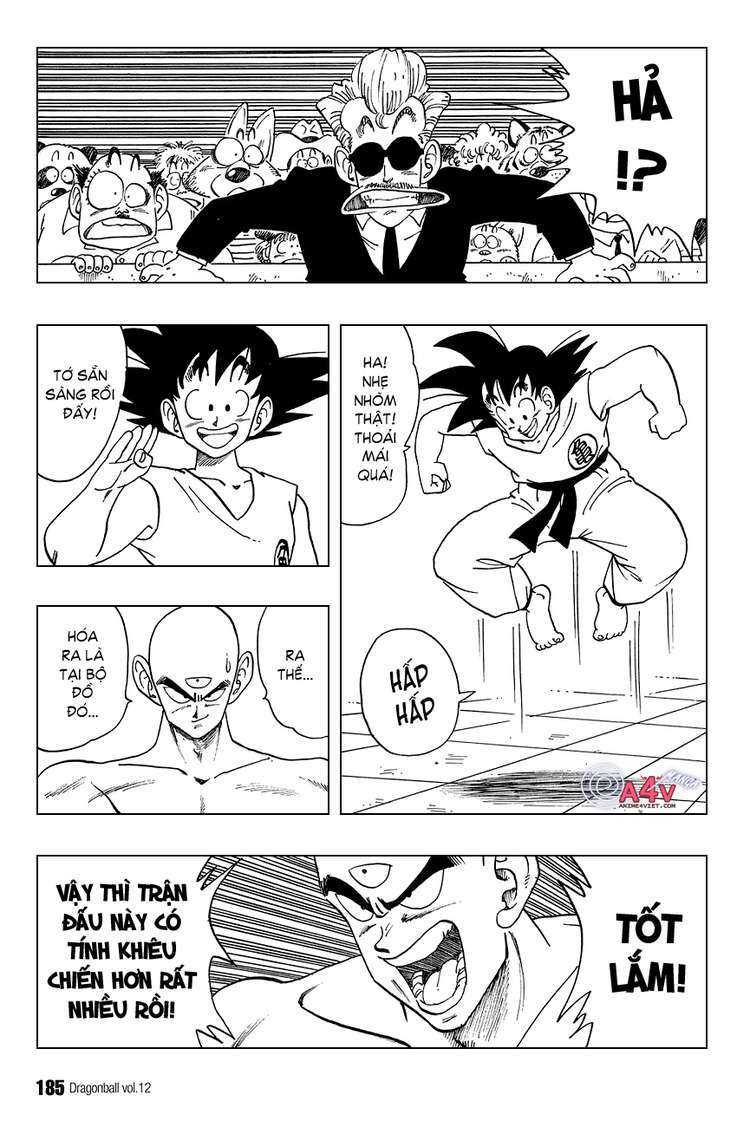 HẢ
!?
HA!
NHẸ
NHÕM
THẬT!
THOẢI
MÁI
QUÁ!
HẤP
HẤP
TỚ SẴN
SÀNG RỒI
ĐẤY!
RA
THẾ...
HÓA
RA LÀ
TẠI BỘ
ĐỒ
ĐÓ...
TỐT
LẮM!
VẬY THÌ TRẬN
ĐẤU NÀY CÓ
TÍNH KHIÊU
CHIẾN HƠN RẤT
NHIỀU RỒI!
A4V MANGA
ANIME4VIET.COM
185 Dragonball vol.12